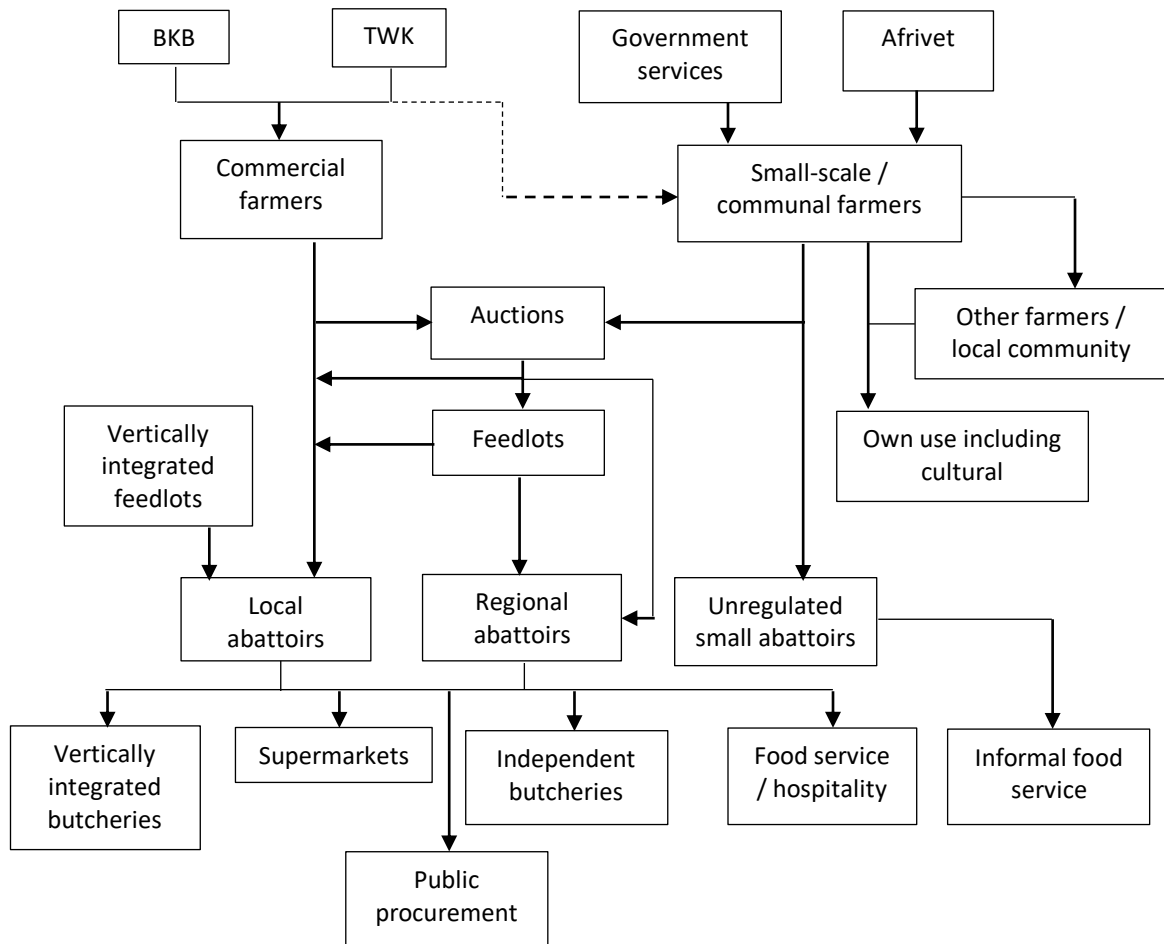 BKB
TWK
Government
services
Afrivet
Commercial
farmers
Small-scale /
communal farmers
Auctions
Other farmers /
local community
Vertically
integrated
feedlots
Feedlots
Own use including
cultural
Local
abattoirs
Regional
abattoirs
Unregulated
small abattoirs
Vertically
integrated
butcheries
Supermarkets
Independent
butcheries
Food service
/ hospitality
Informal food
service
Public
procurement